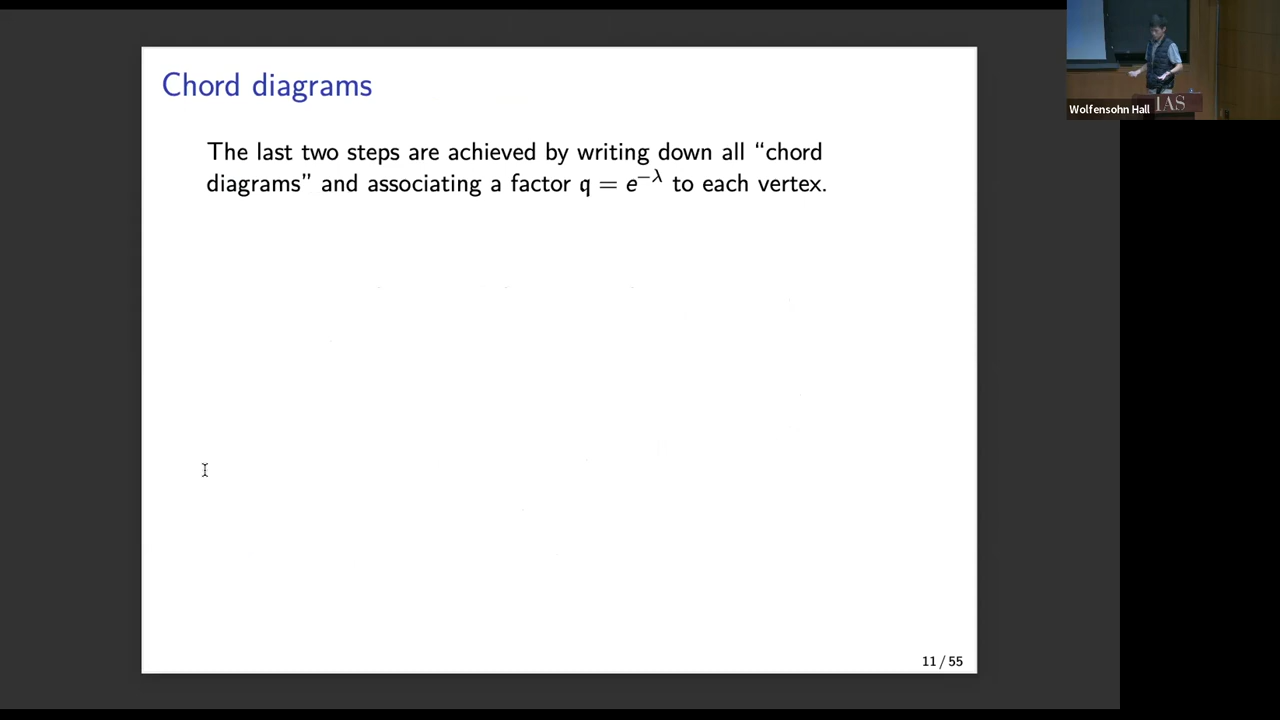 Chord diagrams
The last two steps are achieved by writing down all “chord
diagrams” and associating a factor q = e^{−λ} to each vertex.
11 / 55
Wolfensohn Hall
IAS